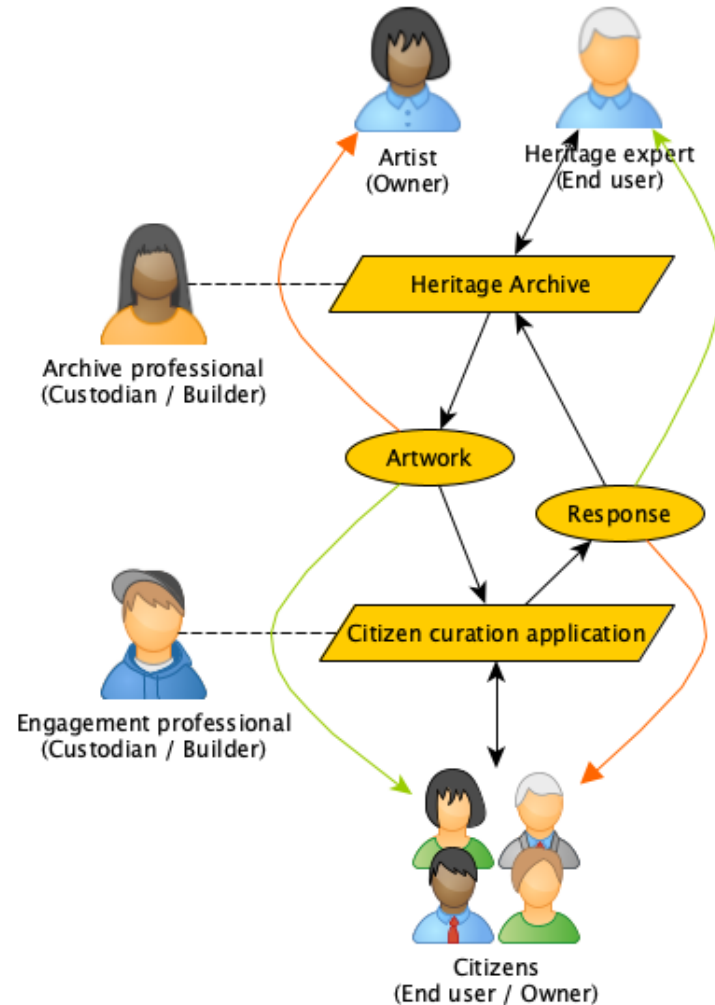 Artist
(Owner)
Heritage expert
(End user)
Heritage Archive
Archive professional
(Custodian / Builder)
Artwork
Response
Citizen curation application
Engagement professional
(Custodian / Builder)
Citizens
(End user / Owner)